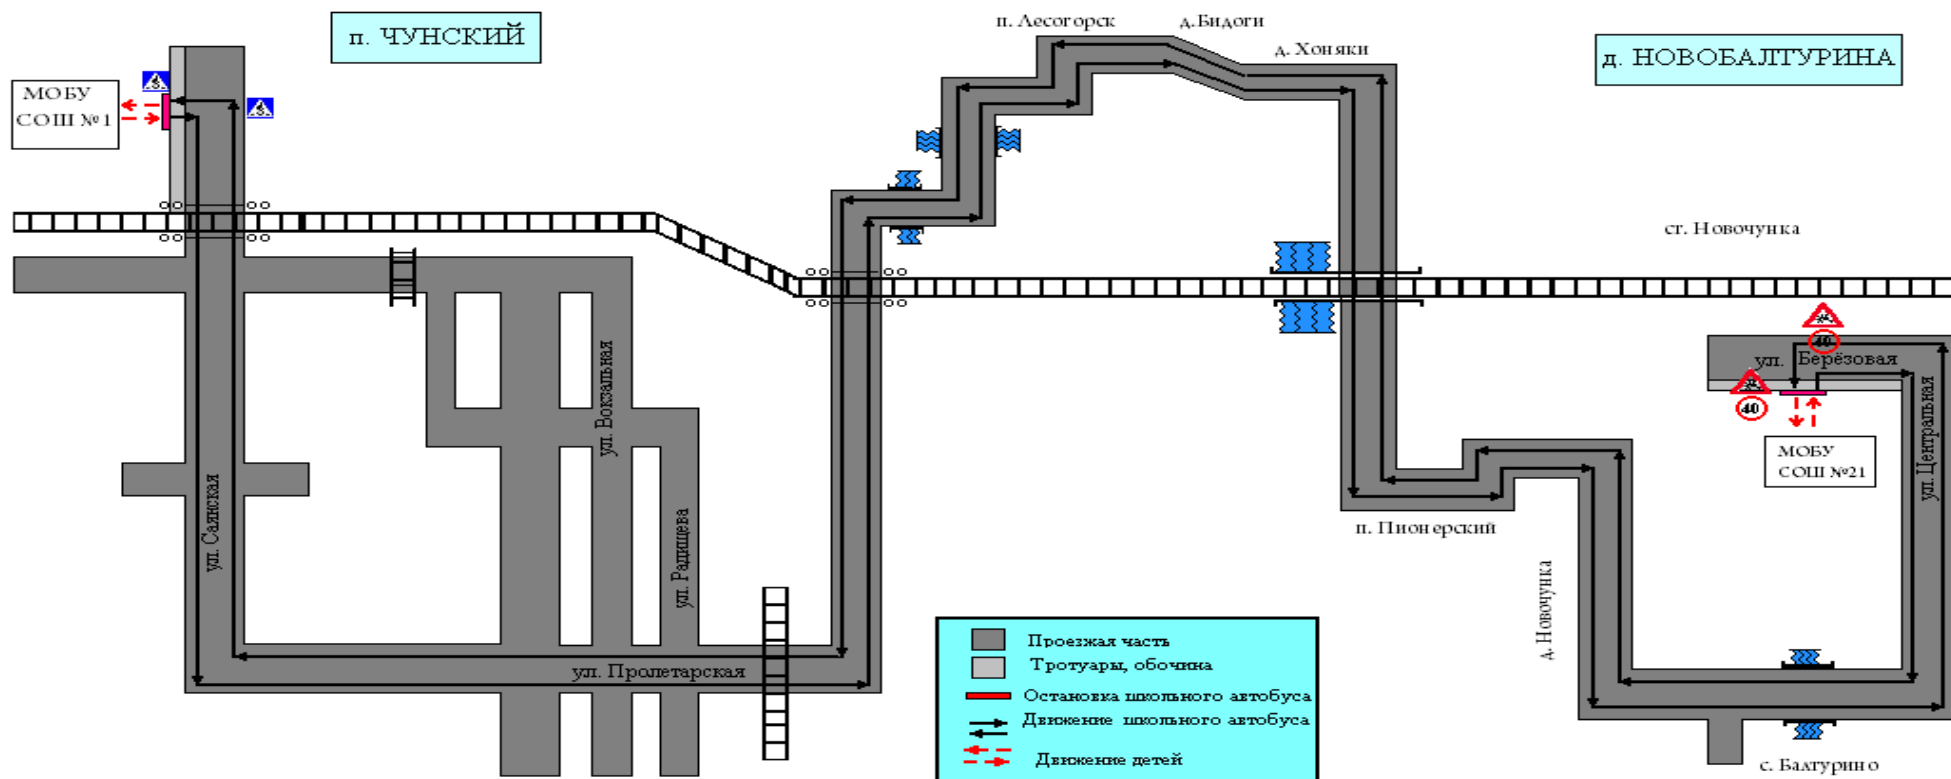 п. ЧУНСКИЙ
п. Лесогорск
д.Бидоги
д. Хоняки
д. НОВОБАЛТУРИНА
МОБУ
СОШ №1
ст. Новочунка
40
ул. Берёзовая
40
МОБУ
СОШ №21
ул. Центральная
ул. Вокзальная
ул. Саянская
ул. Радищева
п. Пионерский
д. Новочунка
ул. Пролетарская
Проезжая часть
Тротуары, обочина
Остановка школьного автобуса
Движение школьного автобуса
Движение детей
с. Балтурино